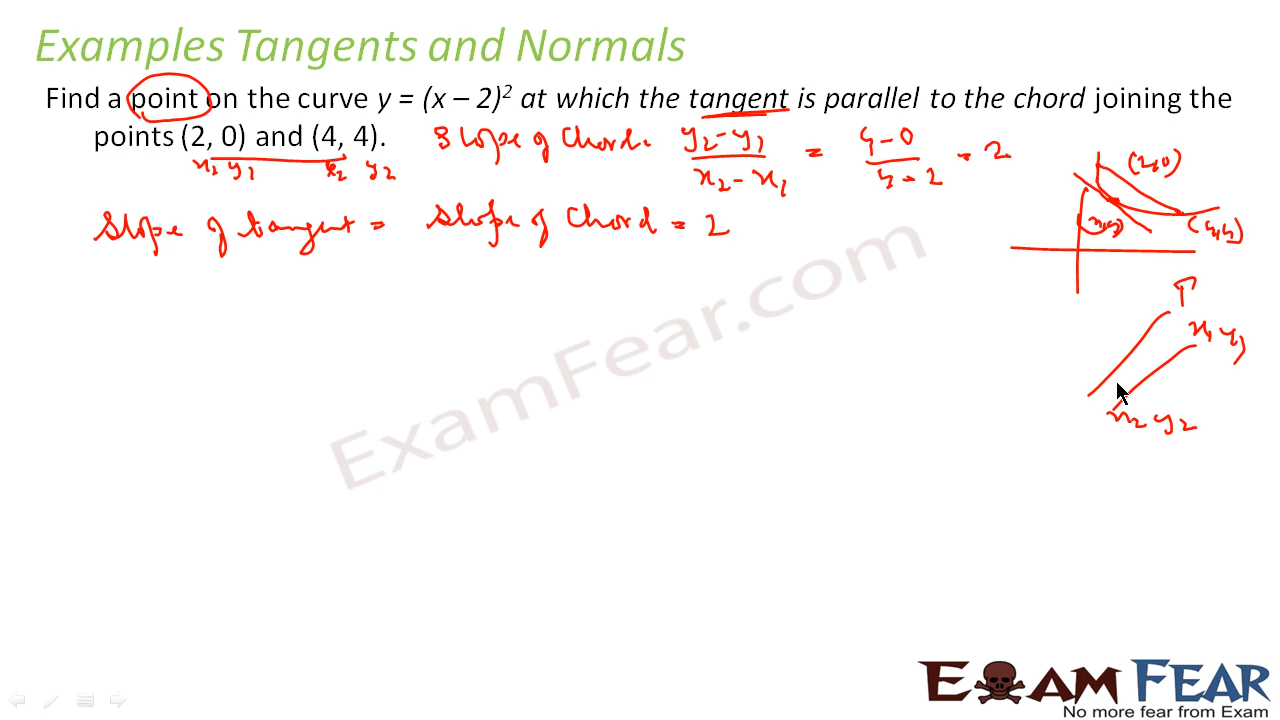 Examples Tangents and Normals
Find a point on the curve y = (x – 2)² at which the tangent is parallel to the chord joining the
points (2, 0) and (4, 4).
Slope of Chord = y₂ - y₁ / x₂ - x₁ = 4 - 0 / 4 - 2 = 2
x₁ y₁ x₂ y₂
(2,0)
Slope of tangent = Slope of Chord = 2
(x,y)
(4,4)
T
x₁ y₁
x₂ y₂
ExamFear.com
EXAM FEAR
No more fear from Exam